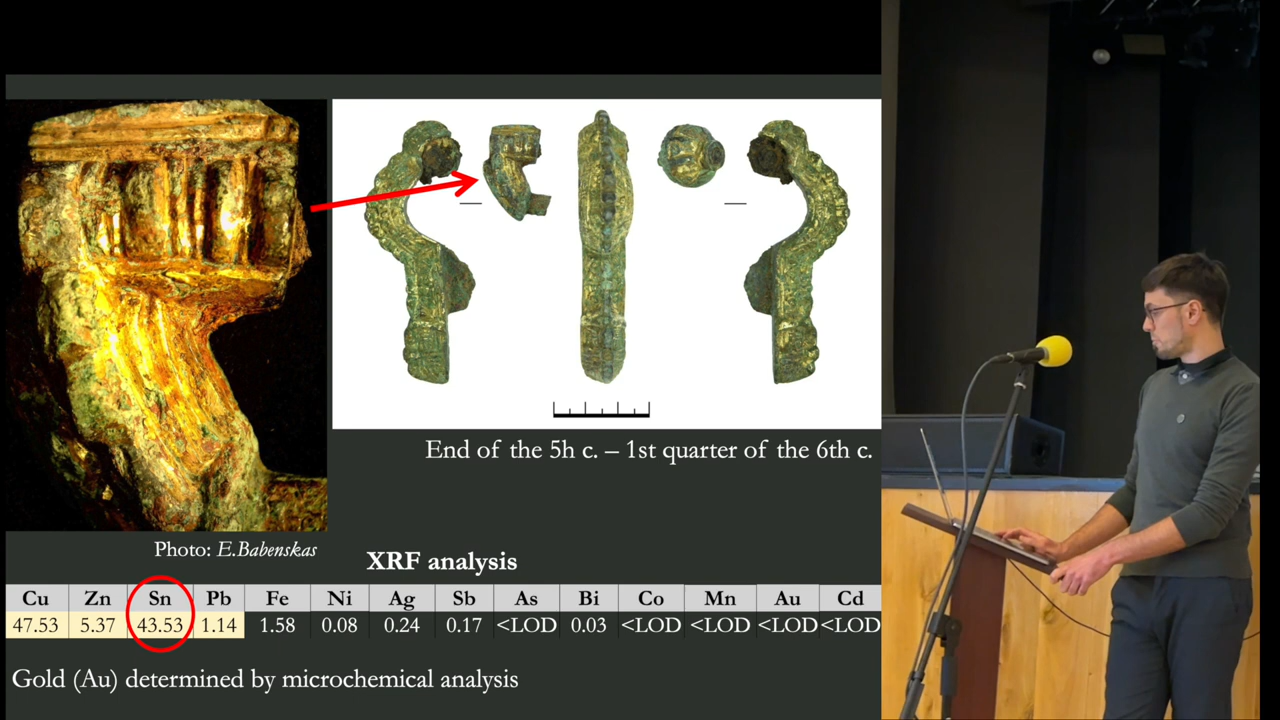 End of the 5h c. – 1st quarter of the 6th c.
Photo: E.Babenskas
XRF analysis
Cu Zn Sn Pb Fe Ni Ag Sb As Bi Co Mn Au Cd
47.53 5.37 43.53 1.14 1.58 0.08 0.24 0.17 <LOD 0.03 <LOD <LOD <LOD <LOD
Gold (Au) determined by microchemical analysis